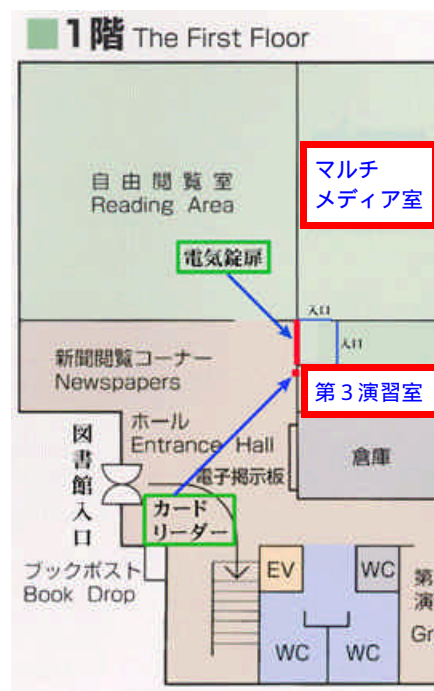 1階 The First Floor
自由閲覧室
Reading Area
マルチ
メディア室
電気錠扉
入口
入口
新聞閲覧コーナー
Newspapers
第3演習室
ホール
Entrance Hall
倉庫
電子掲示板
図書館入口
カード
リーダー
ブックポスト
Book Drop
EV
WC
第
演
Gr
WC
WC